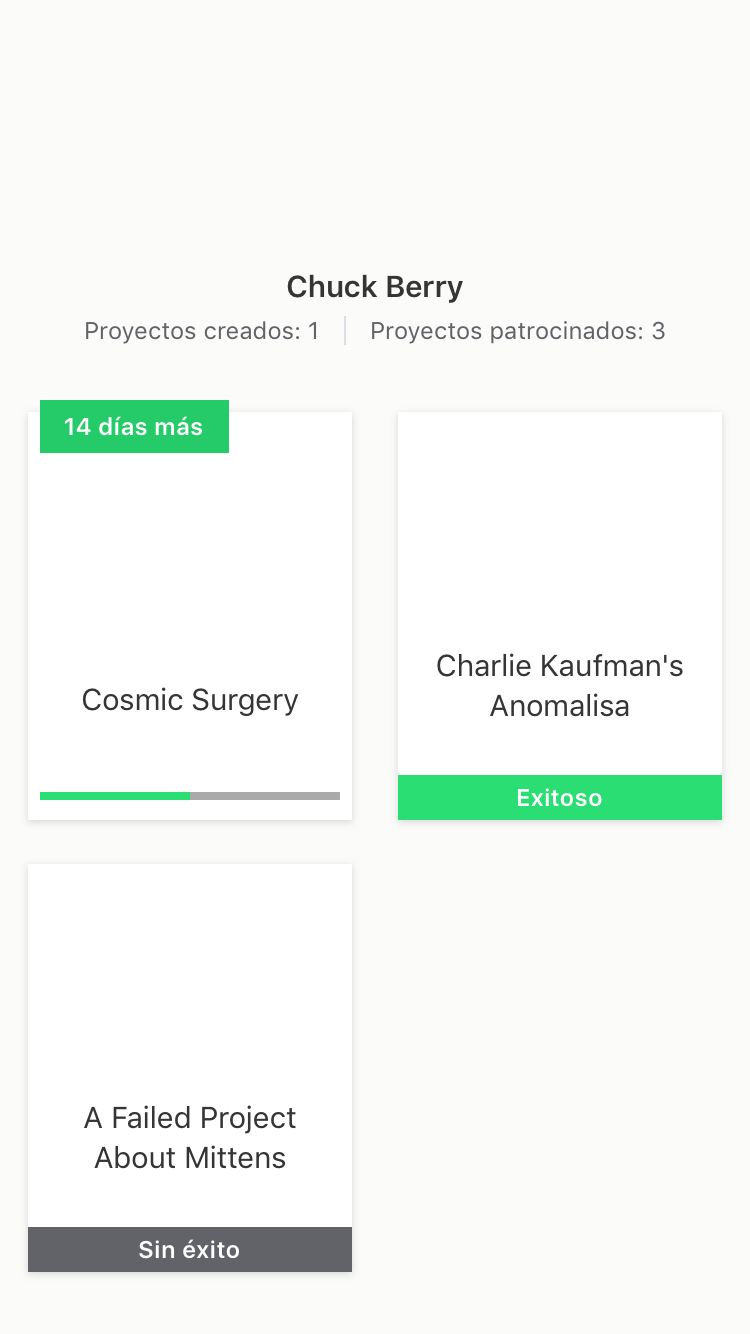 Chuck Berry
Proyectos creados: 1
Proyectos patrocinados: 3
14 días más
Cosmic Surgery
Charlie Kaufman's
Anomalisa
Exitoso
A Failed Project
About Mittens
Sin éxito